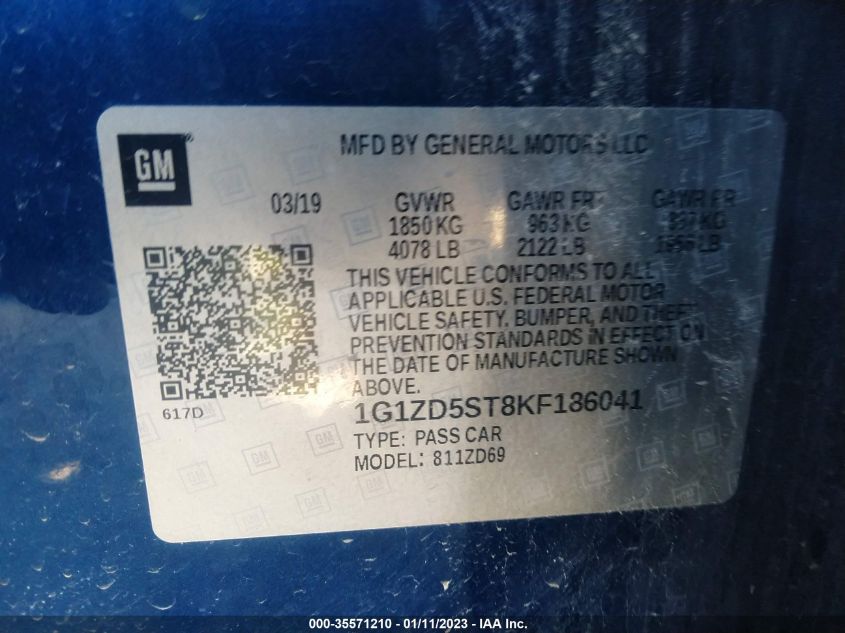 GM
MFD BY GENERAL MOTORS LLC
03/19 GVWR GAWR FRT GAWR RR
1850 KG 963 KG 897 KG
4078 LB 2122 LB LB
THIS VEHICLE CONFORMS TO ALL
APPLICABLE U.S. FEDERAL MOTOR
VEHICLE SAFETY, BUMPER, AND THEFT
PREVENTION STANDARDS IN EFFECT ON
THE DATE OF MANUFACTURE SHOWN
ABOVE.
617D
1G1ZD5ST8KF186041
TYPE: PASS CAR
MODEL: 811ZD69
000-35571210 - 01/11/2023 - IAA Inc.